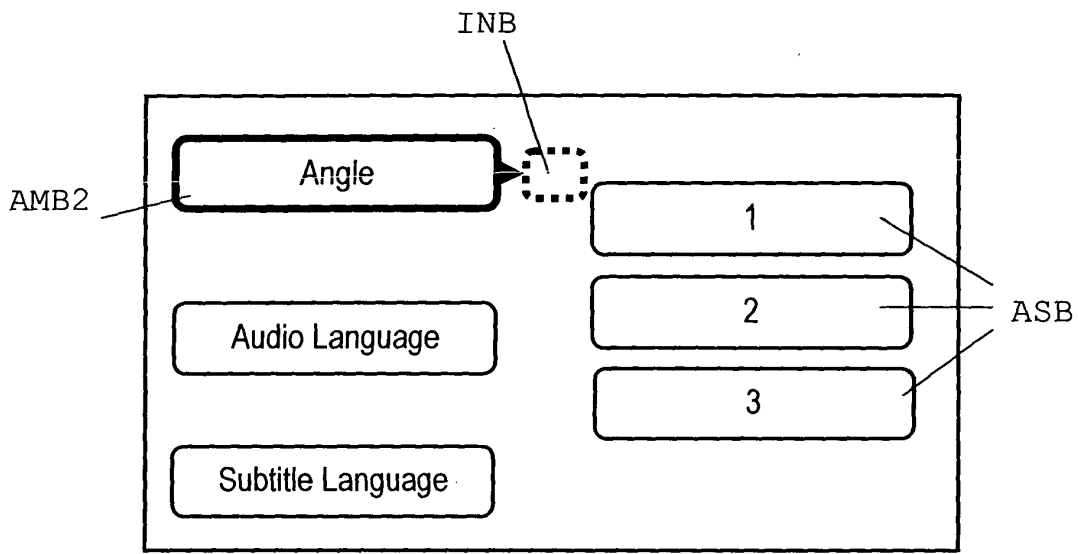 INB
Angle
AMB2
1
2
ASB
Audio Language
3
Subtitle Language